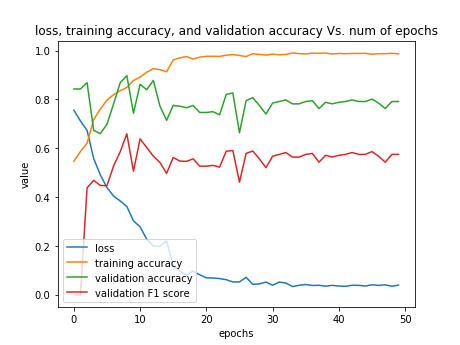 loss, training accuracy, and validation accuracy Vs. num of epochs
1.0
0.8
0.6
0.4
0.2
0.0
value
loss
training accuracy
validation accuracy
validation F1 score
0 10 20 30 40 50
epochs